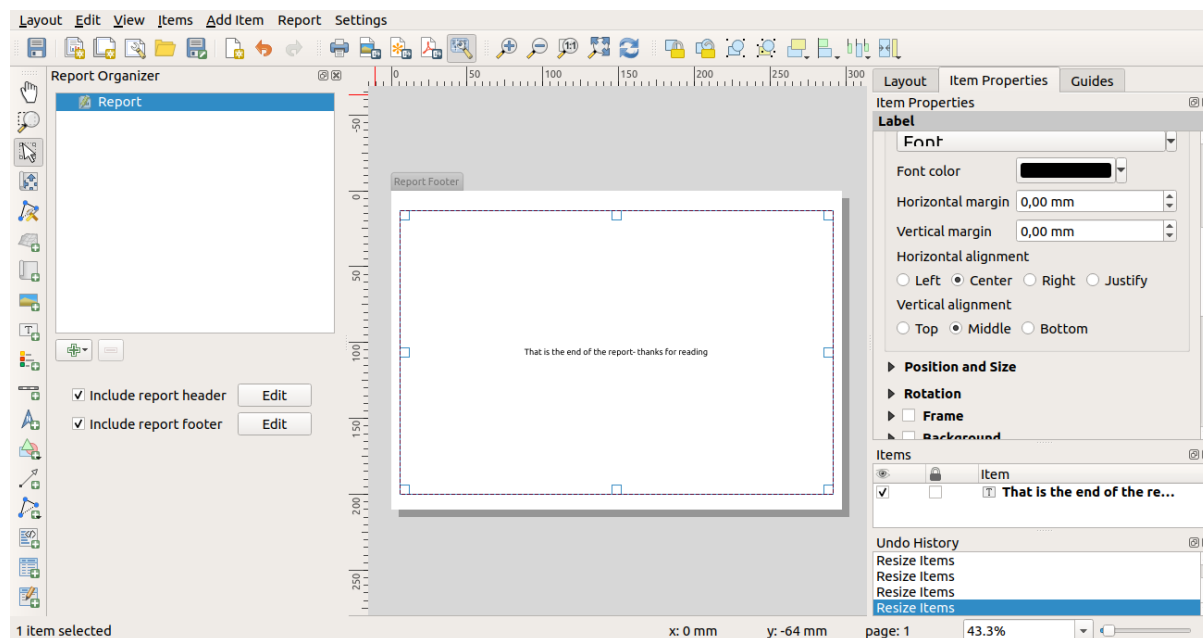 Layout Edit View Items Add Item Report Settings
Report Organizer
Report
Include report header Edit
Include report footer Edit
0 50 100 150 200 250 300
-50
0
50
100
150
200
250
Report Footer
That is the end of the report- thanks for reading
Layout Item Properties Guides
Item Properties
Label
Font
Font color
Horizontal margin 0,00 mm
Vertical margin 0,00 mm
Horizontal alignment
Left Center Right Justify
Vertical alignment
Top Middle Bottom
Position and Size
Rotation
Frame
Background
Items
Item
That is the end of the re...
Undo History
Resize Items
Resize Items
Resize Items
Resize Items
1 item selected x: 0 mm y: -64 mm page: 1 43.3%